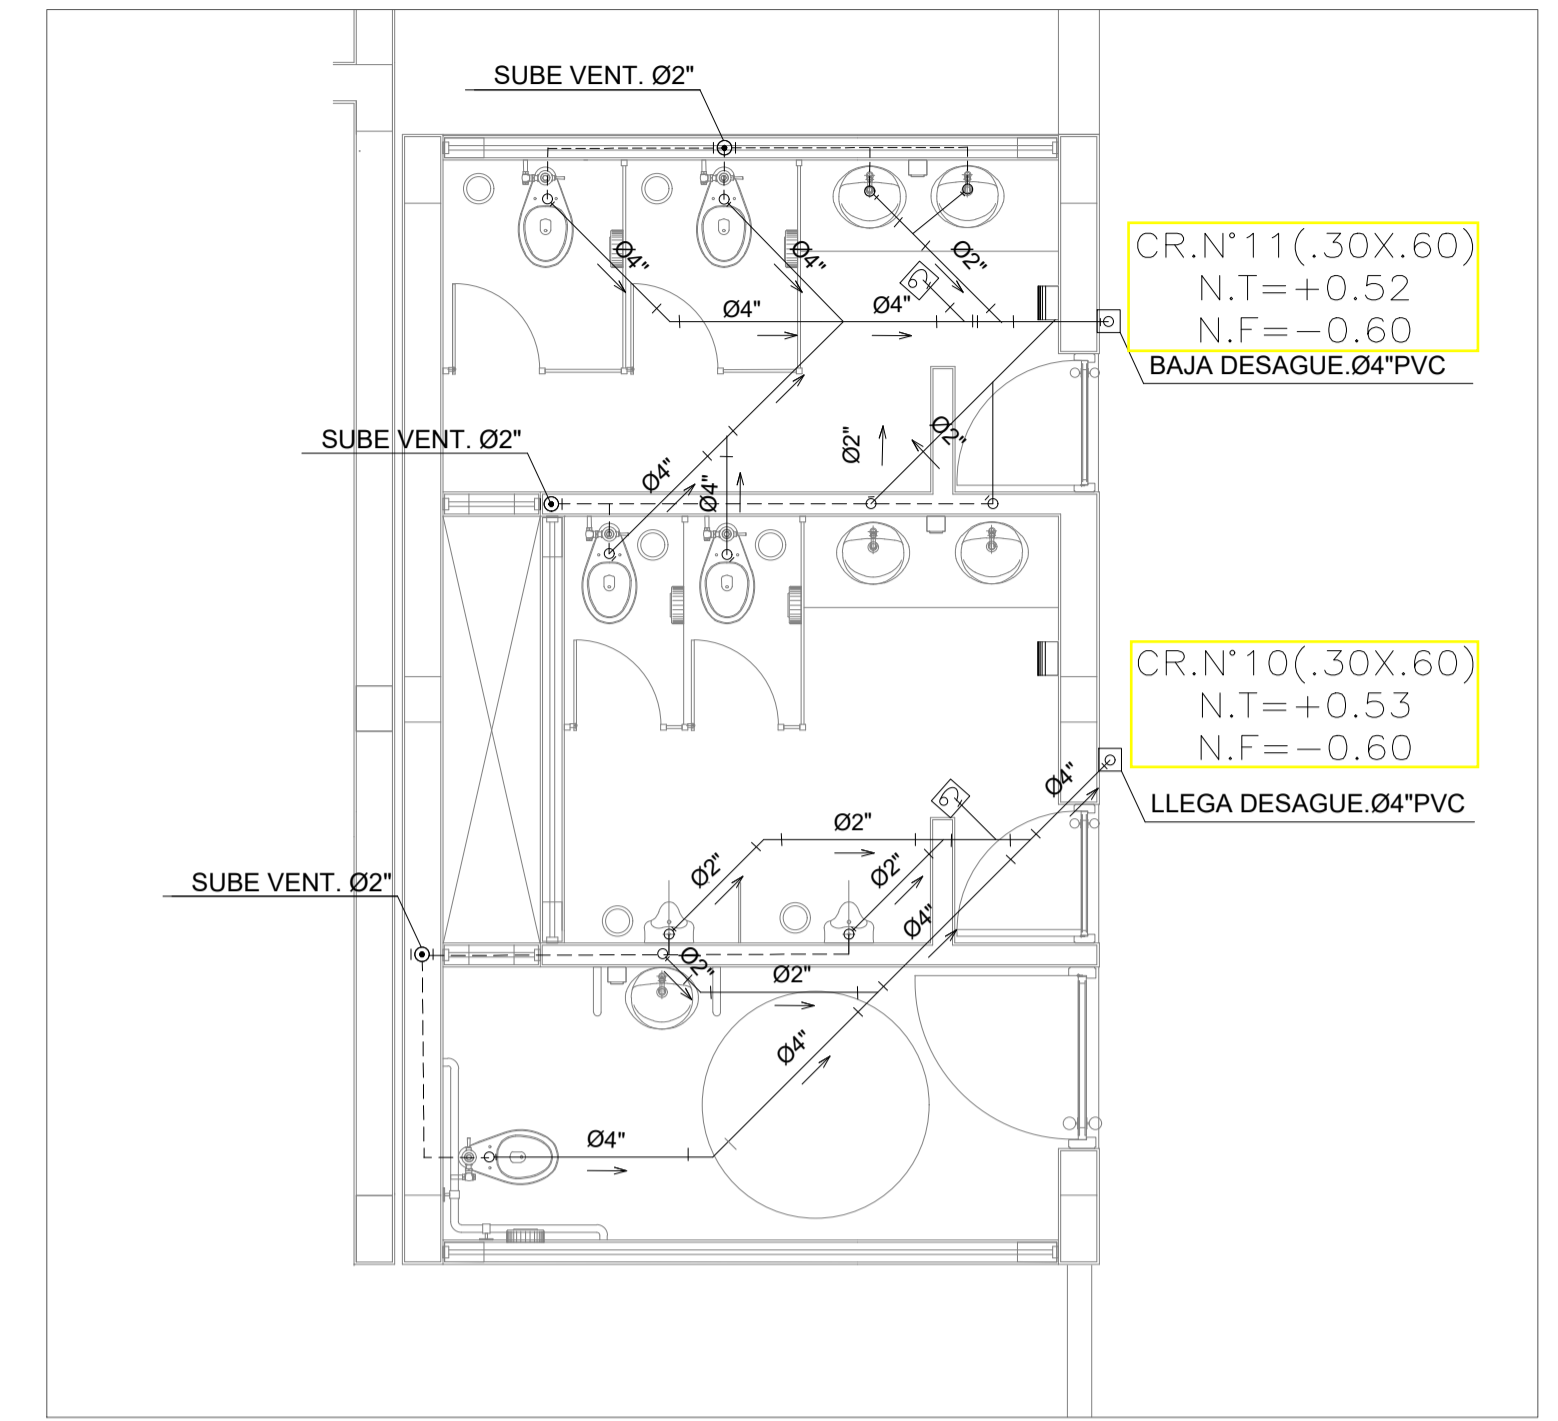 SUBE VENT. Ø2"
Ø4"
Ø4"
Ø2"
CR.N°11(.30X.60)
N.T=+0.52
N.F=-0.60
Ø4"
Ø4"
BAJA DESAGUE.Ø4"PVC
SUBE VENT. Ø2"
Ø2"
Ø2"
Ø4"
Ø4"
CR.N°10(.30X.60)
N.T=+0.53
N.F=-0.60
Ø4"
LLEGA DESAGUE.Ø4"PVC
Ø2"
Ø2"
Ø2"
SUBE VENT. Ø2"
Ø4"
Ø2"
Ø2"
Ø4"
Ø4"